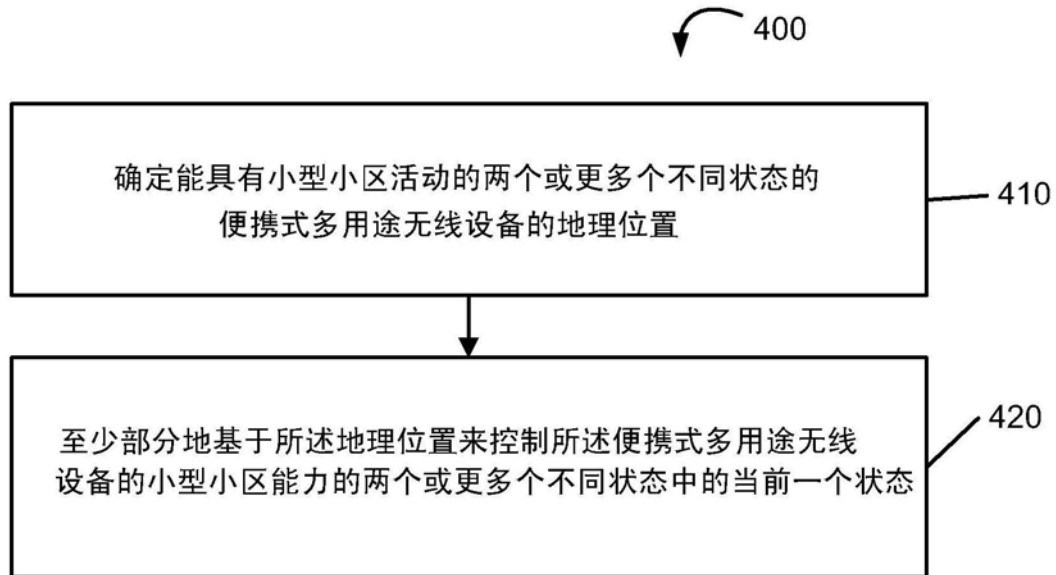 400
确定能具有小型小区活动的两个或更多个不同状态的
便携式多用途无线设备的地理位置
410
至少部分地基于所述地理位置来控制所述便携式多用途无线
设备的小型小区能力的两个或更多个不同状态中的当前一个状态
420